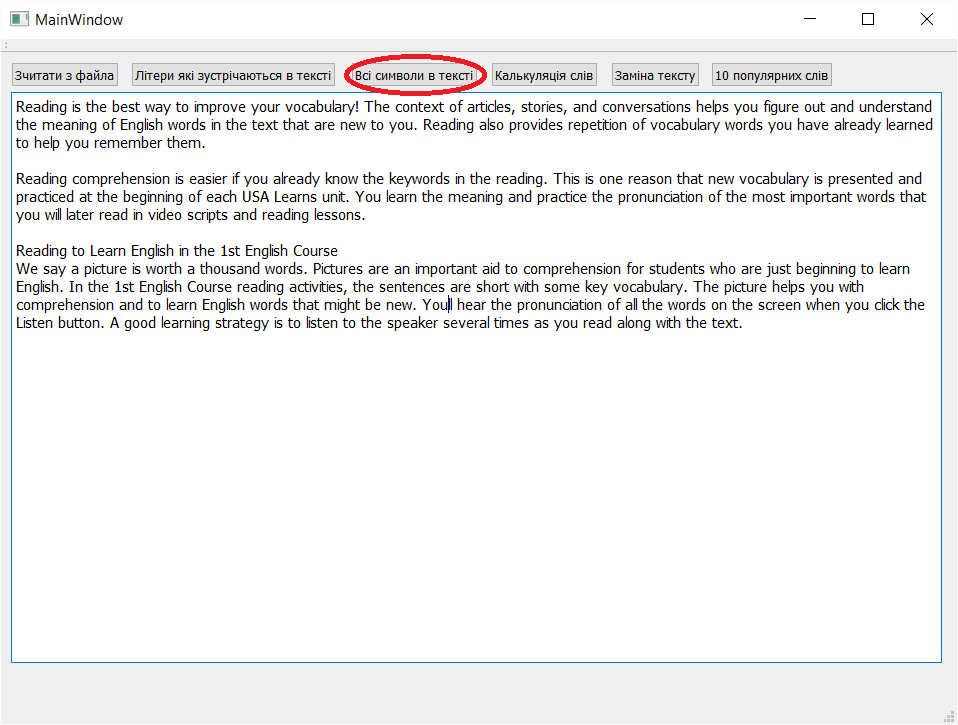 MainWindow
Зчитати з файла Літери які зустрічаються в тексті Всі символи в тексті Калькуляція слів Заміна тексту 10 популярних слів
Reading is the best way to improve your vocabulary! The context of articles, stories, and conversations helps you figure out and understand
the meaning of English words in the text that are new to you. Reading also provides repetition of vocabulary words you have already learned
to help you remember them.
Reading comprehension is easier if you already know the keywords in the reading. This is one reason that new vocabulary is presented and
practiced at the beginning of each USA Learns unit. You learn the meaning and practice the pronunciation of the most important words that
you will later read in video scripts and reading lessons.
Reading to Learn English in the 1st English Course
We say a picture is worth a thousand words. Pictures are an important aid to comprehension for students who are just beginning to learn
English. In the 1st English Course reading activities, the sentences are short with some key vocabulary. The picture helps you with
comprehension and to learn English words that might be new. Youll hear the pronunciation of all the words on the screen when you click the
Listen button. A good learning strategy is to listen to the speaker several times as you read along with the text.